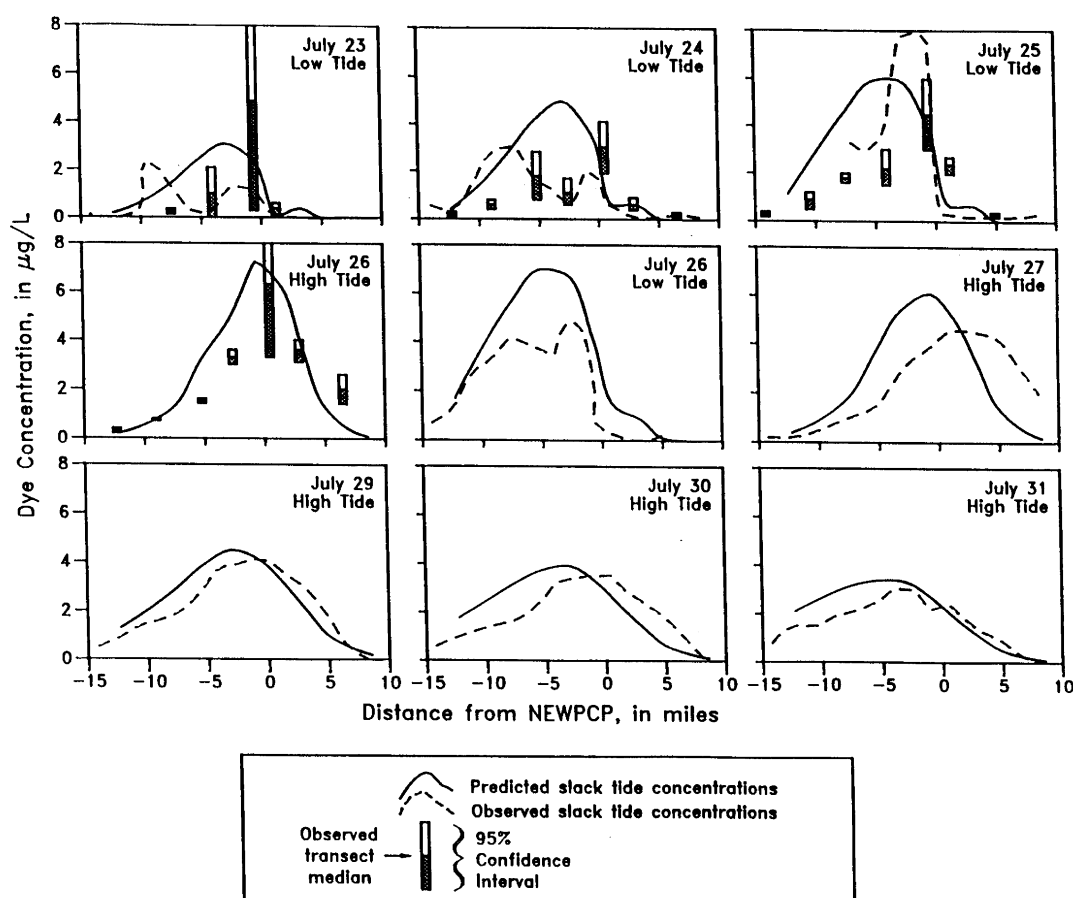 8
6
4
2
0
July 23
Low Tide
July 24
Low Tide
July 25
Low Tide
8
6
4
2
0
July 26
High Tide
July 26
Low Tide
July 27
High Tide
8
6
4
2
0
July 29
High Tide
July 30
High Tide
July 31
High Tide
Dye Concentration, in μg/L
-15 -10 -5 0 5 10
-15 -10 -5 0 5 10
-15 -10 -5 0 5 10
Distance from NEWPCP, in miles
Predicted slack tide concentrations
Observed slack tide concentrations
Observed
transect
median
95%
Confidence
Interval